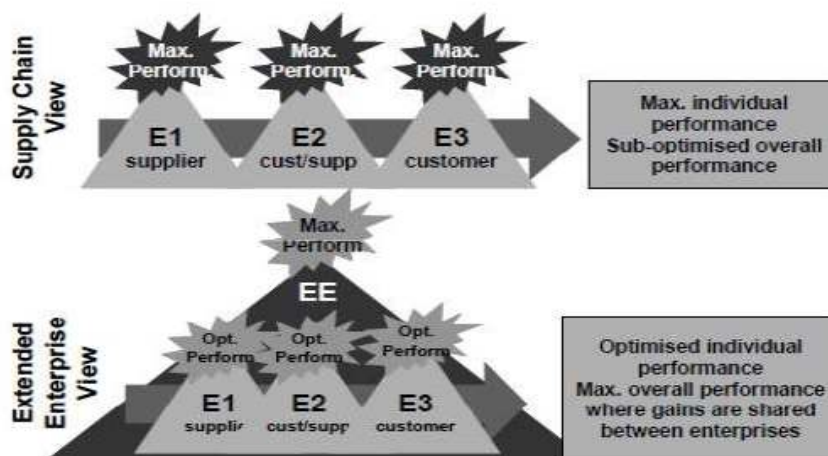 Supply Chain
View
Max.
Perform
Max.
Perform
Max.
Perform
E1
supplier
E2
cust/supp
E3
customer
Max. individual
performance
Sub-optimised overall
performance
Extended
Enterprise
View
Max.
Perform
EE
Opt.
Perform
Opt.
Perform
Opt.
Perform
E1
supplie
E2
cust/supp
E3
customer
Optimised individual
performance
Max. overall performance
where gains are shared
between enterprises